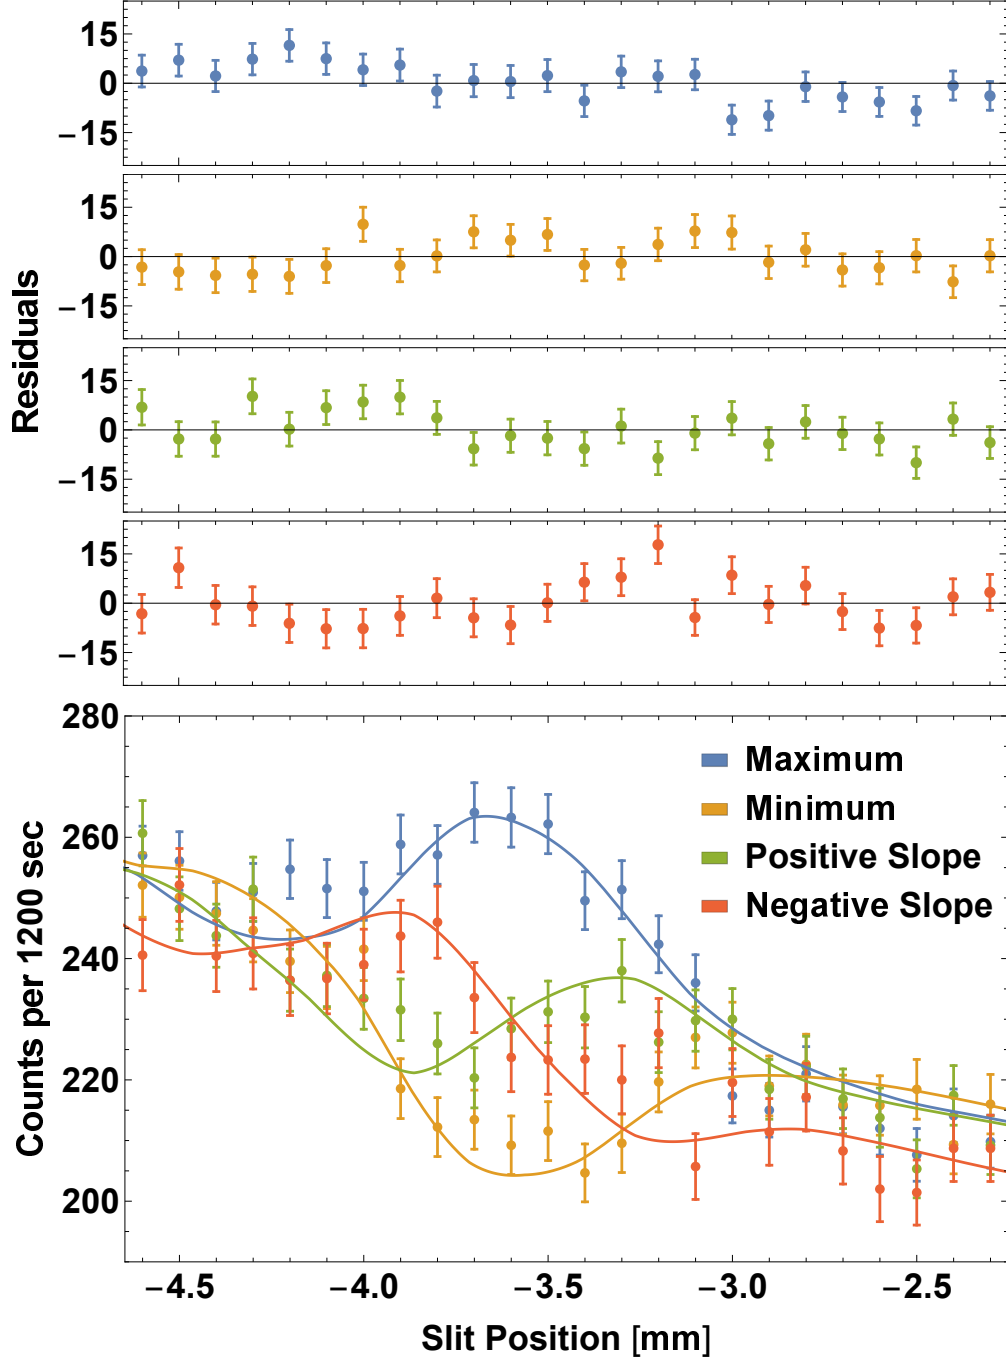 15
0
−15
15
0
−15
15
0
−15
15
0
−15
Residuals
280
260
240
220
200
Counts per 1200 sec
Maximum
Minimum
Positive Slope
Negative Slope
−4.5 −4.0 −3.5 −3.0 −2.5
Slit Position [mm]